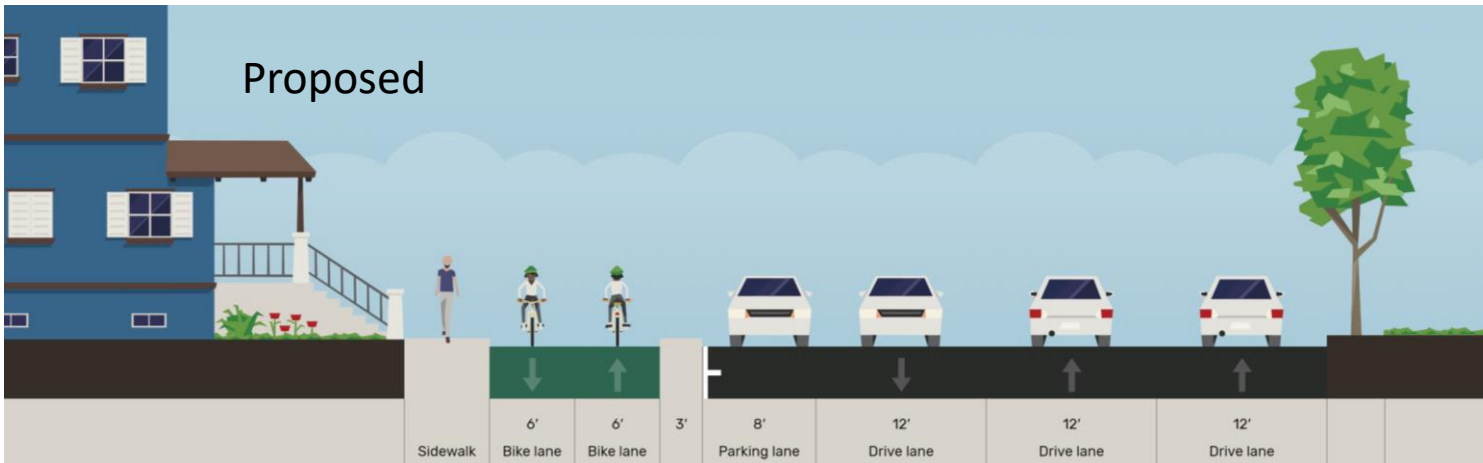 Proposed
6' 6' 3' 8' 12' 12' 12'
Sidewalk Bike lane Bike lane Parking lane Drive lane Drive lane Drive lane